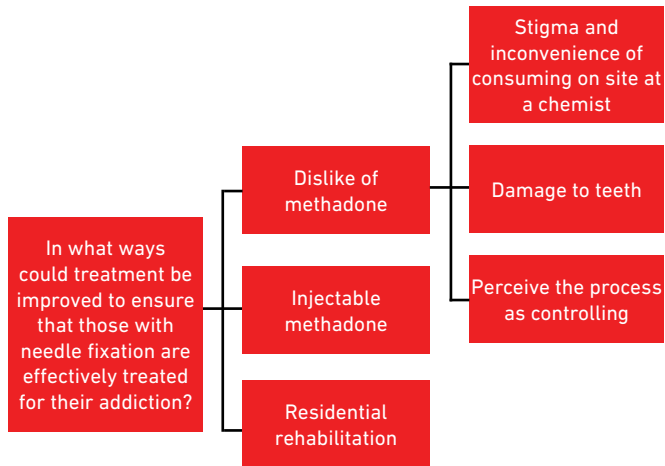 In what ways
could treatment be
improved to ensure
that those with
needle fixation are
effectively treated
for their addiction?
Dislike of
methadone
Injectable
methadone
Residential
rehabilitation
Stigma and
inconvenience of
consuming on site at
a chemist
Damage to teeth
Perceive the process
as controlling